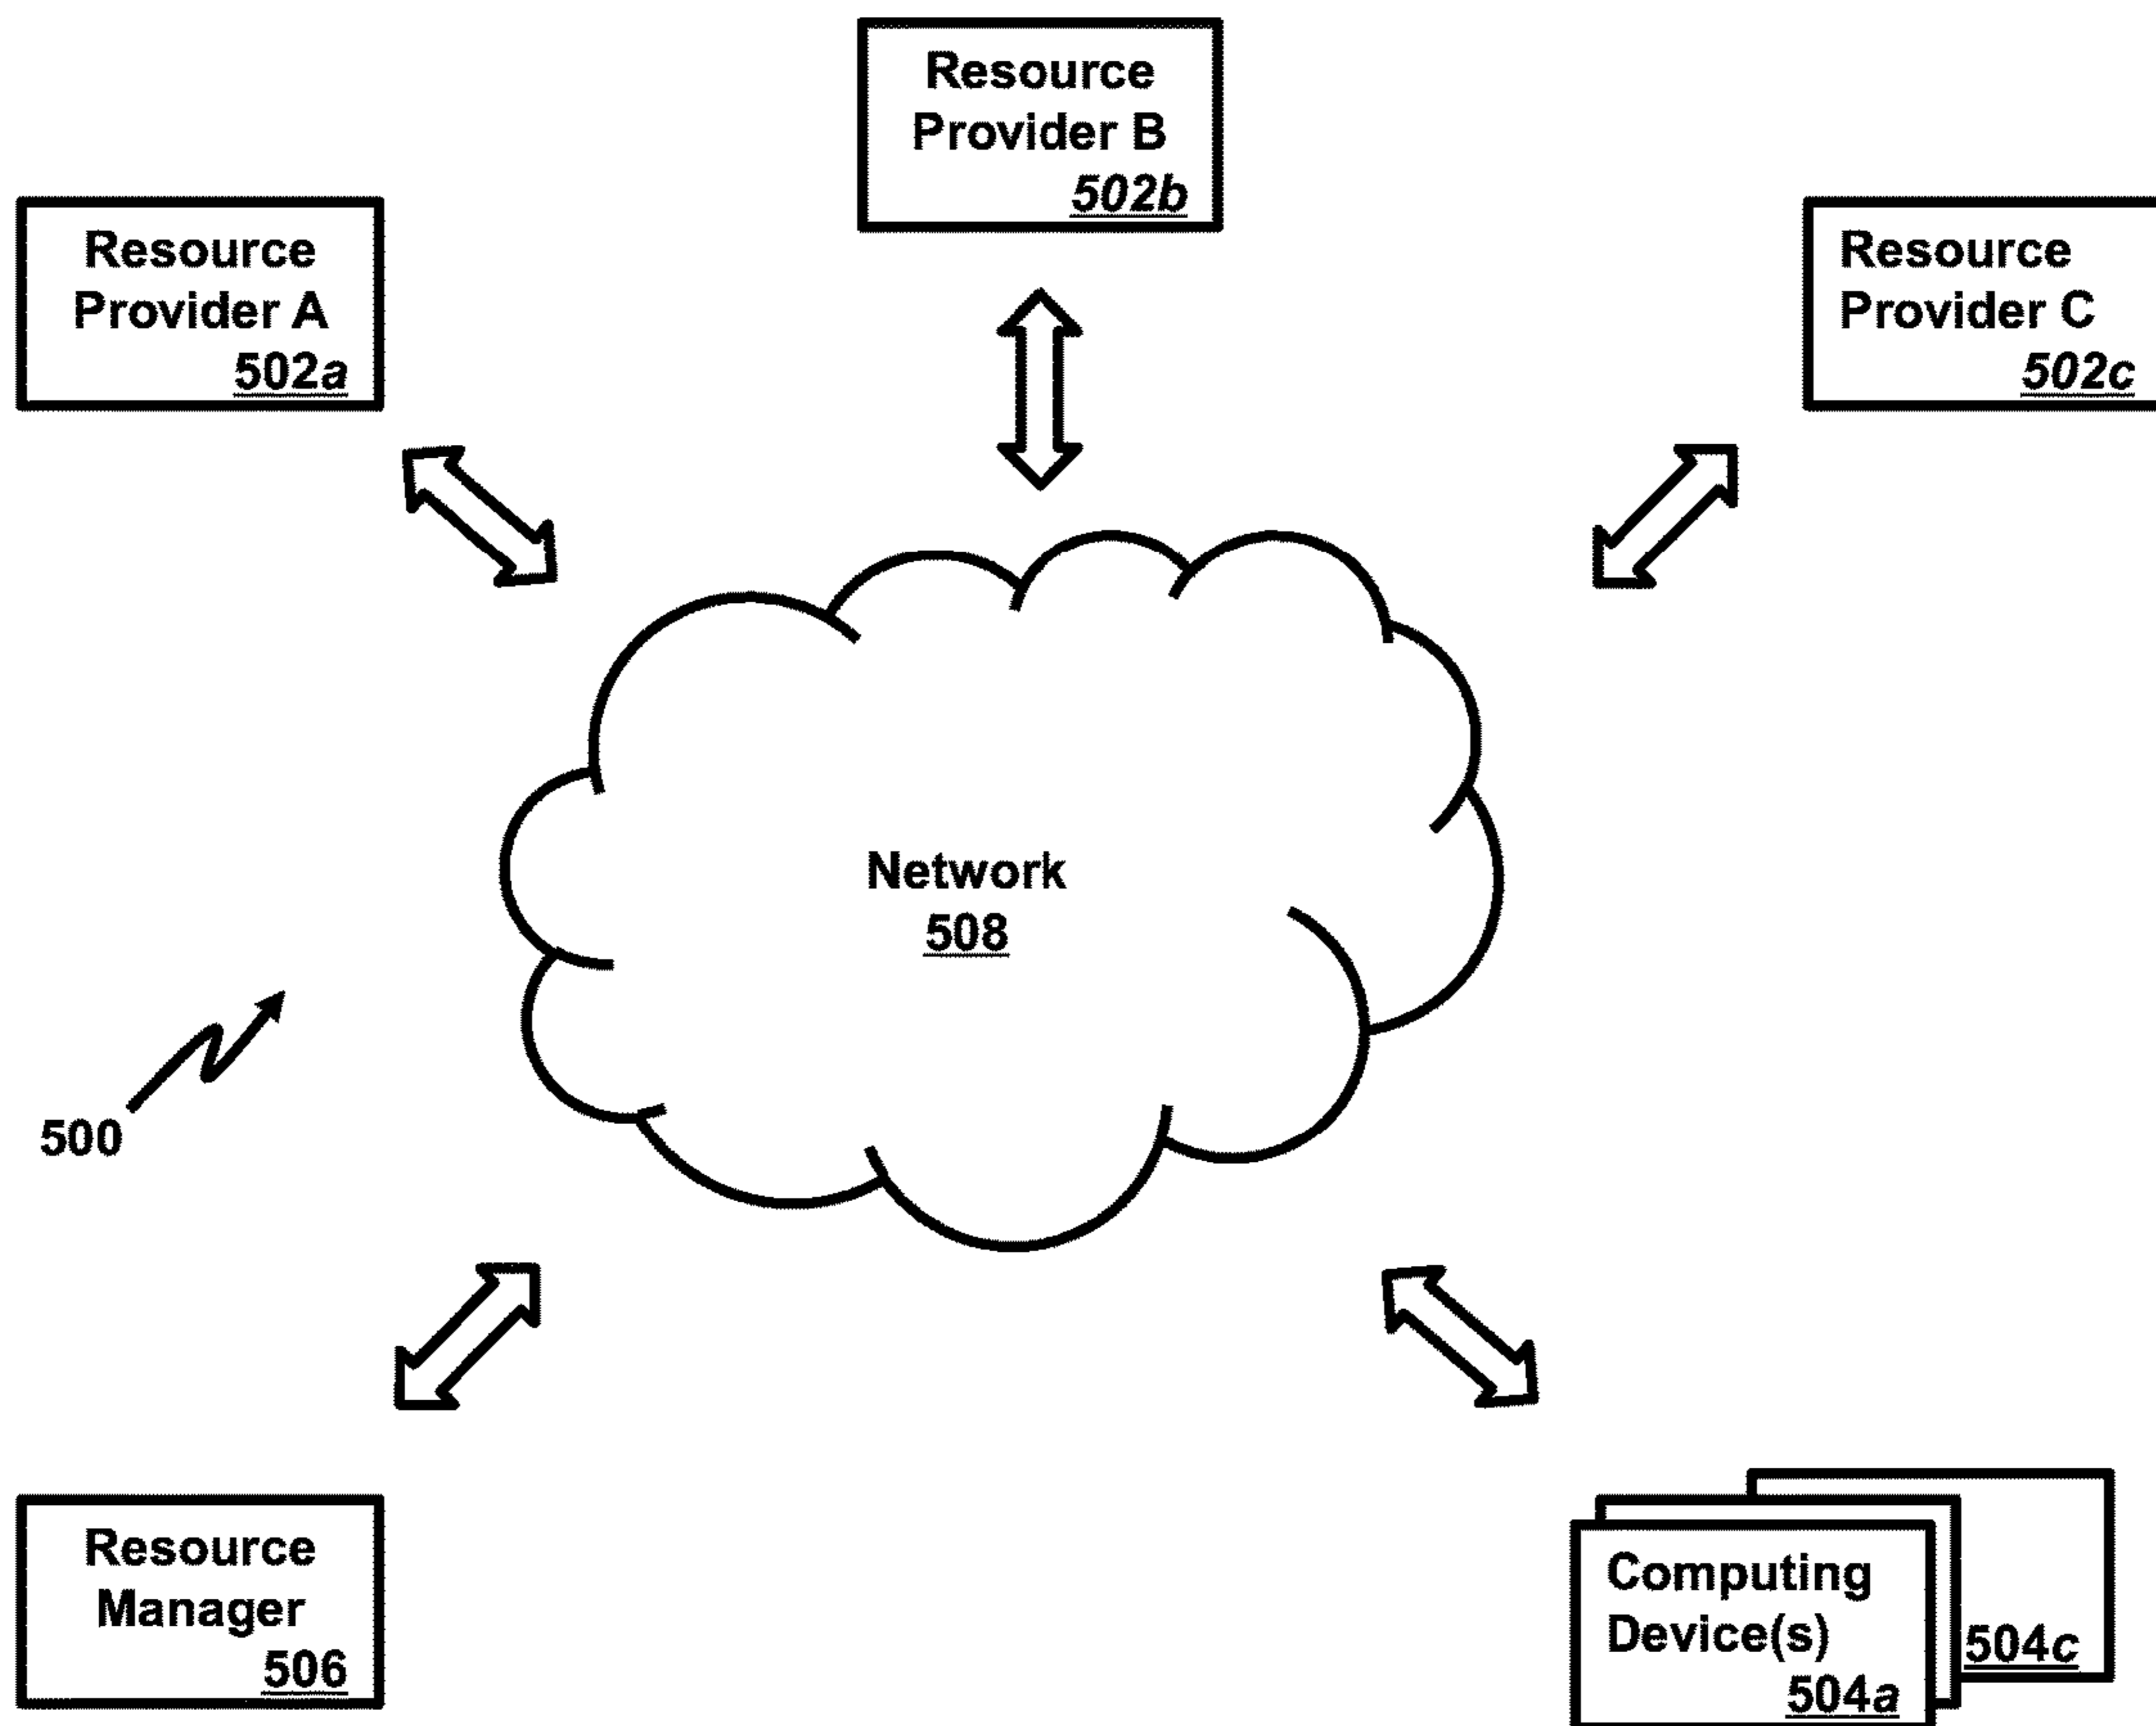 Resource
Provider B
502b
Resource
Provider A
502a
Resource
Provider C
502c
Network
508
500
Resource
Manager
506
Computing
Device(s)
504a
504c